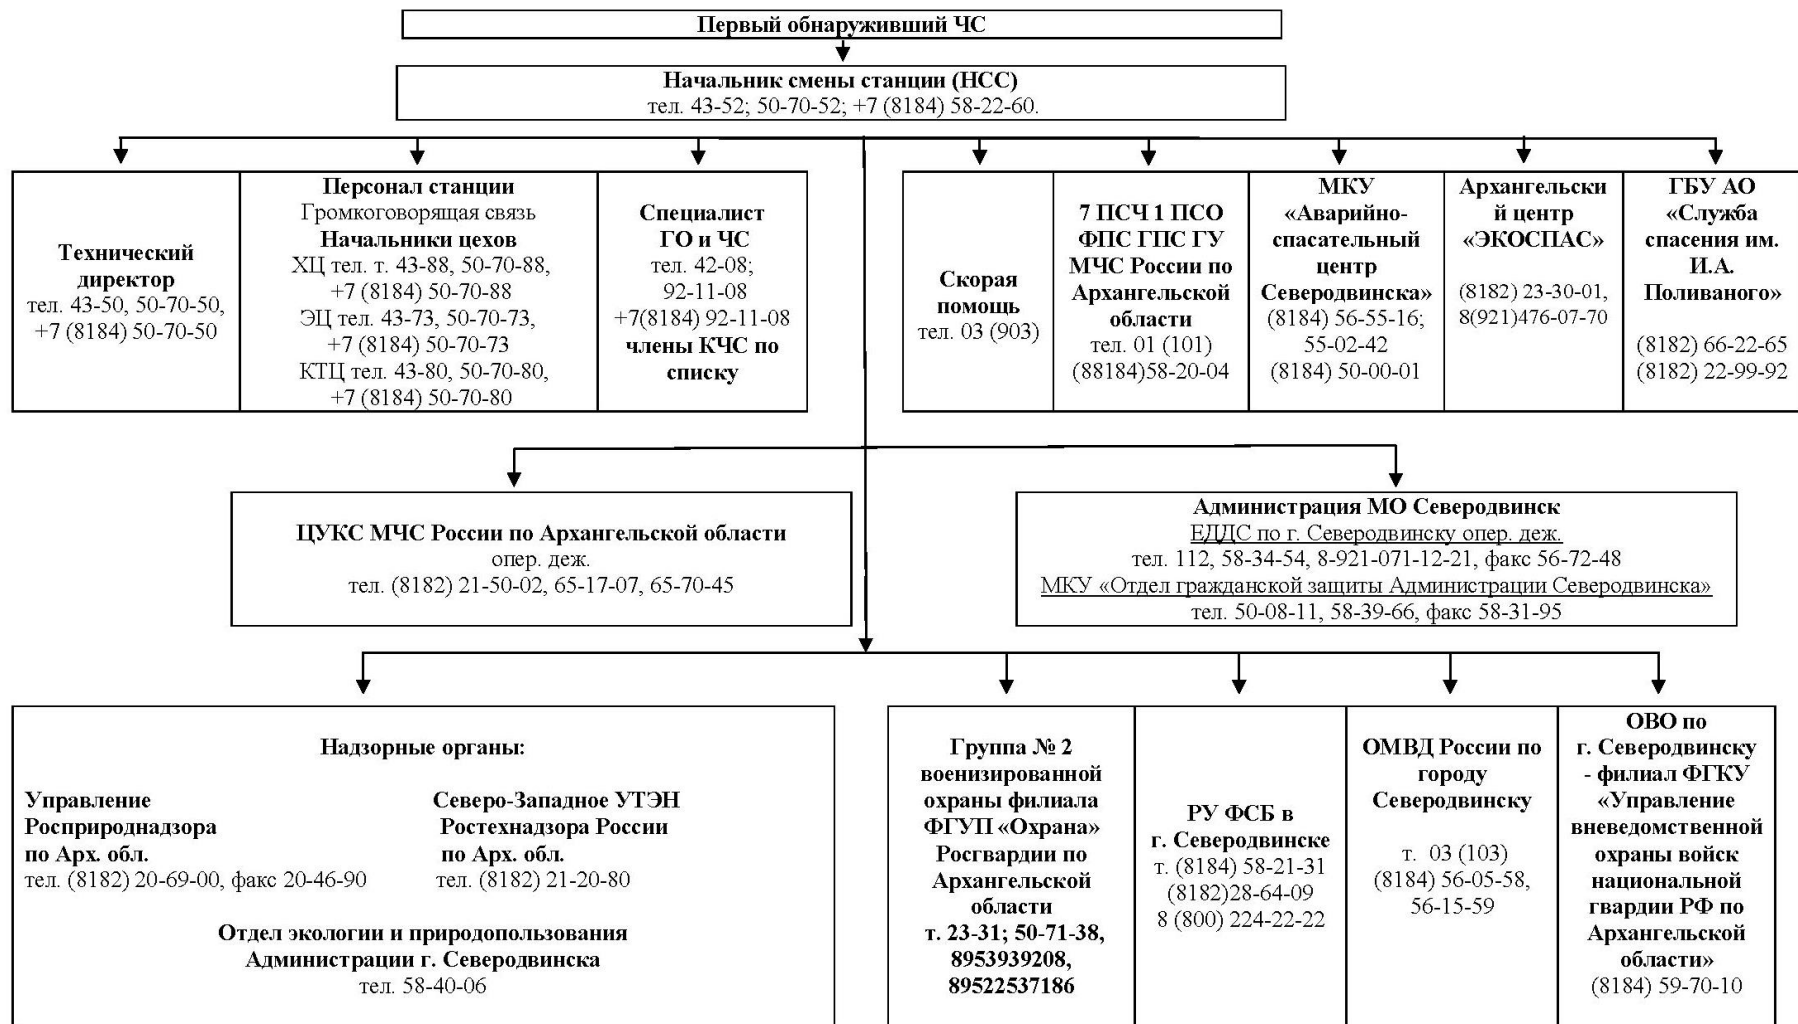 Первый обнаруживший ЧС
Начальник смены станции (НСС)
тел. 43-52; 50-70-52; +7 (8184) 58-22-60.
Технический
директор
тел. 43-50, 50-70-50,
+7 (8184) 50-70-50
Персонал станции
Громкоговорящая связь
Начальники цехов
ХЦ тел. т. 43-88, 50-70-88,
+7 (8184) 50-70-88
ЭЦ тел. 43-73, 50-70-73,
+7 (8184) 50-70-73
КТЦ тел. 43-80, 50-70-80,
+7 (8184) 50-70-80
Специалист
ГО и ЧС
тел. 42-08;
92-11-08
+7(8184) 92-11-08
члены КЧС по
списку
Скорая
помощь
тел. 03 (903)
7 ПСЧ 1 ПСО
ФПС ГПС ГУ
МЧС России по
Архангельской
области
тел. 01 (101)
(88184)58-20-04
МКУ
«Аварийно-
спасательный
центр
Северодвинска»
(8184) 56-55-16;
55-02-42
(8184) 50-00-01
Архангельски
й центр
«ЭКОСПАС»
(8182) 23-30-01,
8(921)476-07-70
ГБУ АО
«Служба
спасения им.
И.А.
Поливаного»
(8182) 66-22-65
(8182) 22-99-92
ЦУКС МЧС России по Архангельской области
опер. деж.
тел. (8182) 21-50-02, 65-17-07, 65-70-45
Администрация МО Северодвинск
ЕДДС по г. Северодвинску опер. деж.
тел. 112, 58-34-54, 8-921-071-12-21, факс 56-72-48
МКУ «Отдел гражданской защиты Администрации Северодвинска»
тел. 50-08-11, 58-39-66, факс 58-31-95
Надзорные органы:
Управление
Росприроднадзора
по Арх. обл.
тел. (8182) 20-69-00, факс 20-46-90
Северо-Западное УТЭН
Ростехнадзора России
по Арх. обл.
тел. (8182) 21-20-80
Отдел экологии и природопользования
Администрации г. Северодвинска
тел. 58-40-06
Группа № 2
военизированной
охраны филиала
ФГУП «Охрана»
Росгвардии по
Архангельской
области
т. 23-31; 50-71-38,
8953939208,
89522537186
РУ ФСБ в
г. Северодвинске
т. (8184) 58-21-31
(8182)28-64-09
8 (800) 224-22-22
ОМВД России по
городу
Северодвинску
т. 03 (103)
(8184) 56-05-58,
56-15-59
ОВО по
г. Северодвинску
- филиал ФГКУ
«Управление
вневедомственной
охраны войск
национальной
гвардии РФ по
Архангельской
области»
(8184) 59-70-10